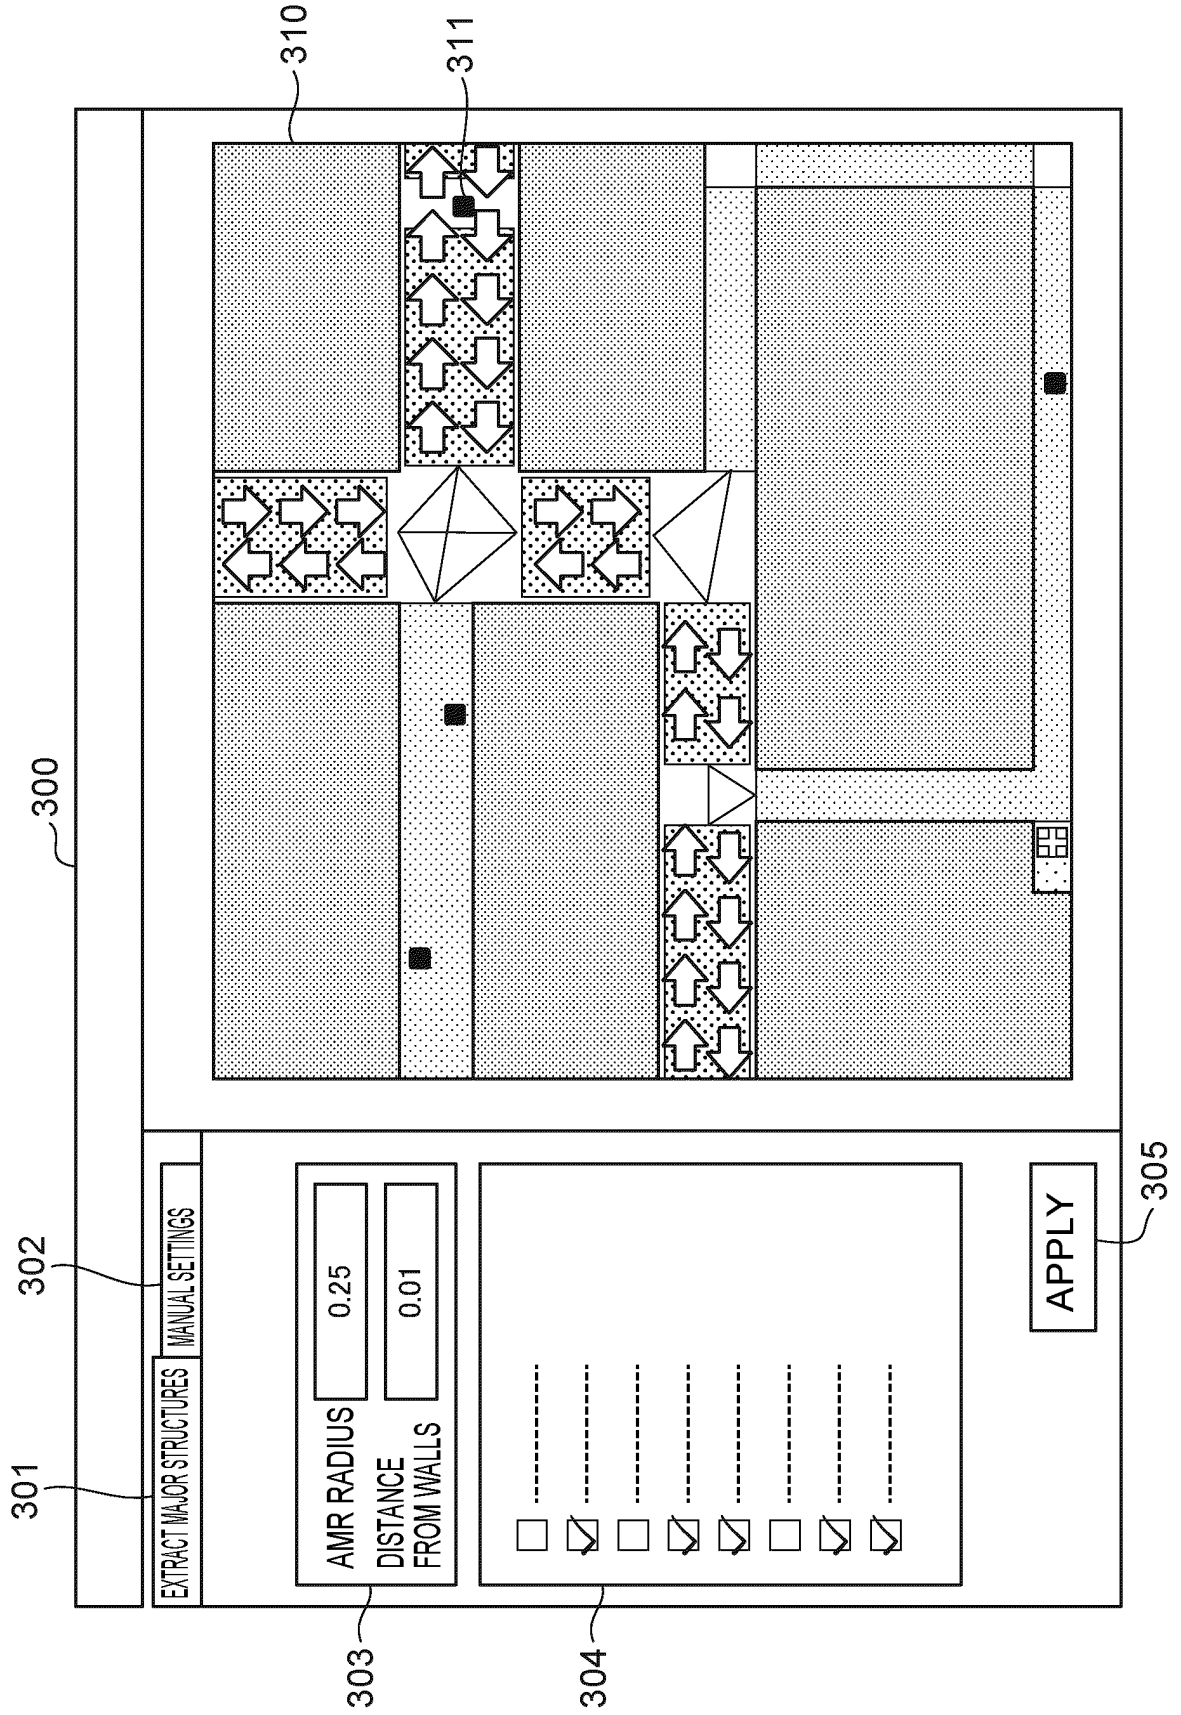 300
301
302
EXTRACT MAJOR STRUCTURES
MANUAL SETTINGS
310
311
303
AMR RADIUS
0.25
DISTANCE
FROM WALLS
0.01
304
APPLY
305